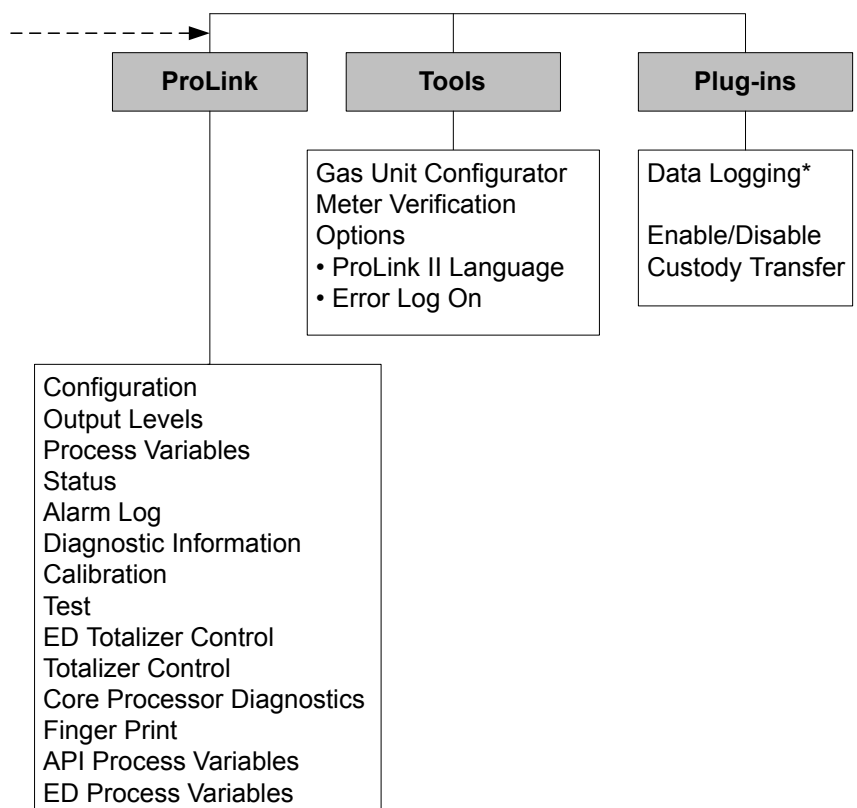 ProLink
Tools
Plug-ins
Gas Unit Configurator
Meter Verification
Options
• ProLink II Language
• Error Log On
Data Logging*
Enable/Disable
Custody Transfer
Configuration
Output Levels
Process Variables
Status
Alarm Log
Diagnostic Information
Calibration
Test
ED Totalizer Control
Totalizer Control
Core Processor Diagnostics
Finger Print
API Process Variables
ED Process Variables